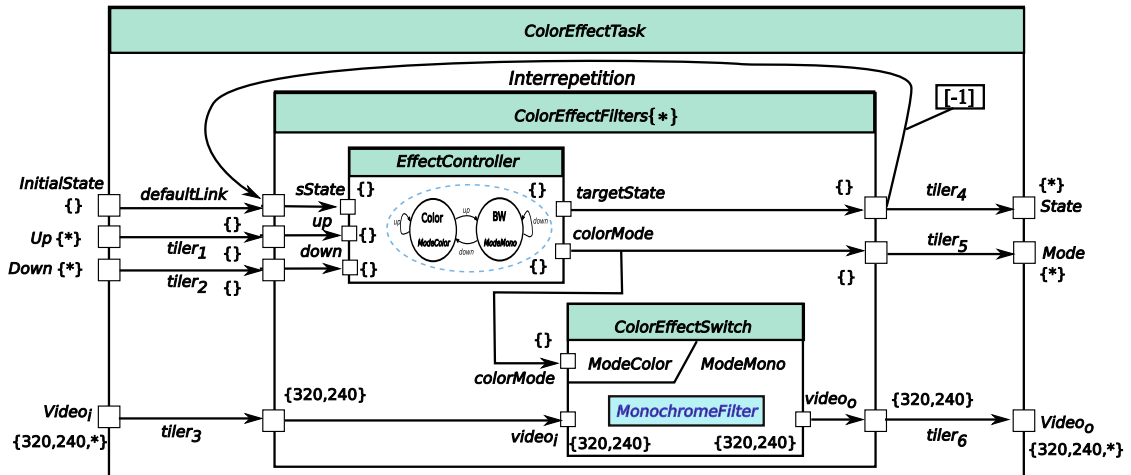 ColorEffectTask
Interrepetition
[-1]
ColorEffectFilters{*}
EffectController
InitialState
{}
defaultLink
sState
{}
{}
targetState
{}
tiler4
{*}
State
Up {*}
{}
tiler1
{}
up
{}
up
Color
ModeColor
up
down
BW
ModeMono
down
colorMode
{}
tiler5
Mode
{*}
Down {*}
tiler2
{}
down
{}
{}
ColorEffectSwitch
{}
colorMode
ModeColor
ModeMono
MonochromeFilter
Videoi
{320,240,*}
tiler3
{320,240}
videoi
{320,240}
{320,240}
videoo
{320,240}
tiler6
Videoo
{320,240,*}